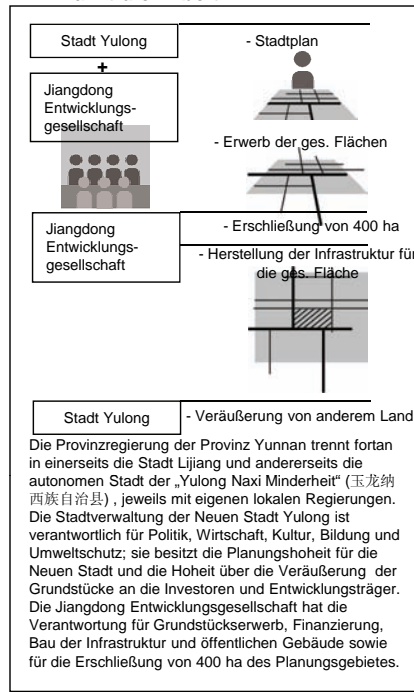 Stadt Yulong
- Stadtplan
+
Jiangdong
Entwicklungs-
gesellschaft
- Erwerb der ges. Flächen
Jiangdong
Entwicklungs-
gesellschaft
- Erschließung von 400 ha
- Herstellung der Infrastruktur für
die ges. Fläche
Stadt Yulong
- Veräußerung von anderem Land
Die Provinzregierung der Provinz Yunnan trennt fortan
in einerseits die Stadt Lijiang und andererseits die
autonomen Stadt der „Yulong Naxi Minderheit“ (玉龙纳
西族自治县) , jeweils mit eigenen lokalen Regierungen.
Die Stadtverwaltung der Neuen Stadt Yulong ist
verantwortlich für Politik, Wirtschaft, Kultur, Bildung und
Umweltschutz; sie besitzt die Planungshoheit für die
Neuen Stadt und die Hoheit über die Veräußerung der
Grundstücke an die Investoren und Entwicklungsträger.
Die Jiangdong Entwicklungsgesellschaft hat die
Verantwortung für Grundstückserwerb, Finanzierung,
Bau der Infrastruktur und öffentlichen Gebäude sowie
für die Erschließung von 400 ha des Planungsgebietes.